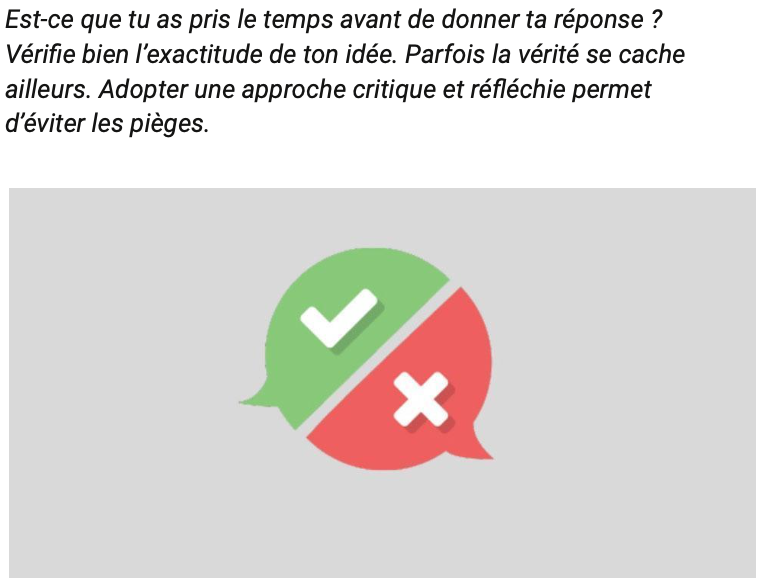 Est-ce que tu as pris le temps avant de donner ta réponse ?
Vérifie bien l’exactitude de ton idée. Parfois la vérité se cache
ailleurs. Adopter une approche critique et réfléchie permet
d’éviter les pièges.